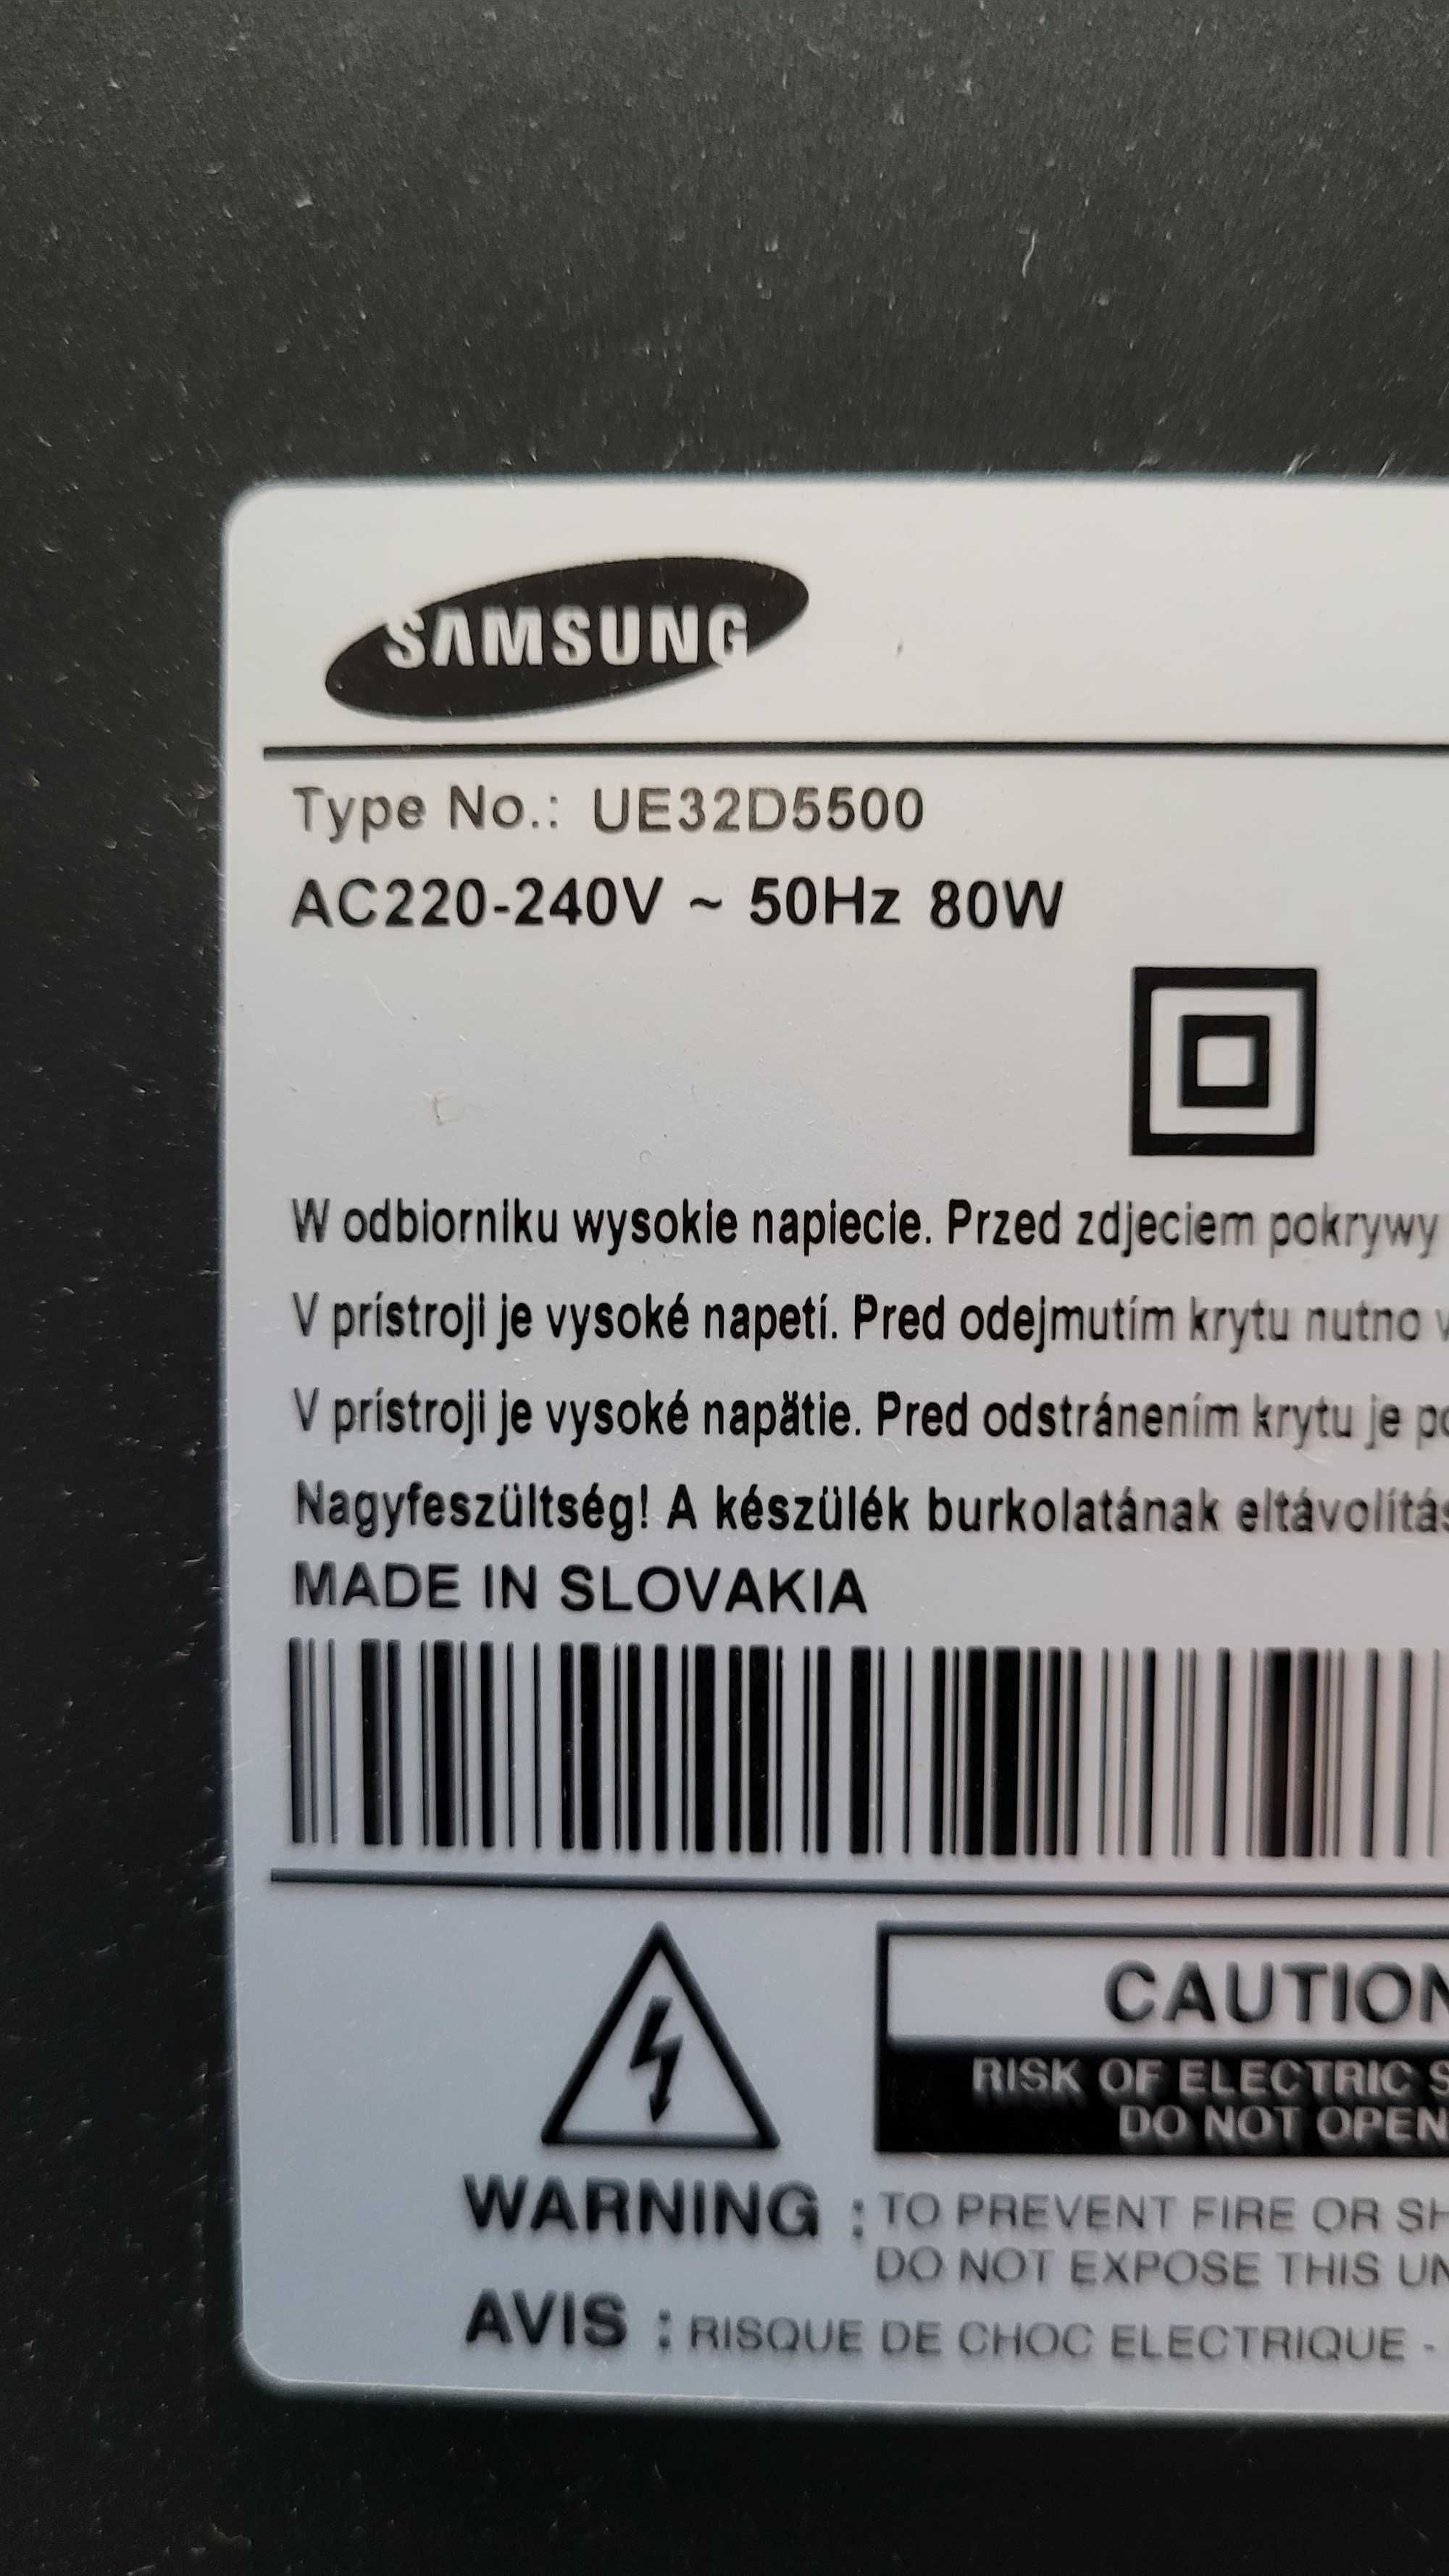 SAMSUNG
Type No.: UE32D5500
AC220-240V ~ 50Hz 80W
W odbiorniku wysokie napiecie. Przed zdjeciem pokrywy
V prístroji je vysoké napetí. Pred odejmutím krytu nutno
V prístroji je vysoké napätie. Pred odstránením krytu je
Nagyfeszültség! A készülék burkolatának
MADE IN SLOVAKIA
CAUTION
RISK OF ELECTRIC
DO NOT OPEN
WARNING : TO PREVENT FIRE OR
DO NOT EXPOSE THIS
AVIS : RISQUE DE CHOC ELECTRIQUE -